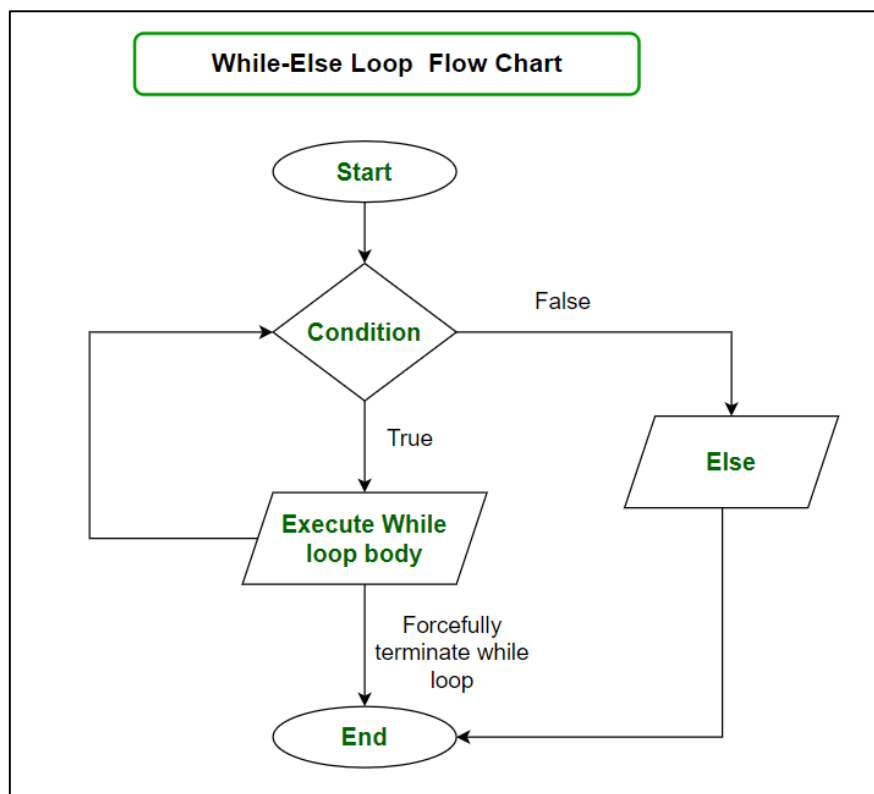 While-Else Loop Flow Chart
Start
Condition
False
True
Else
Execute While
loop body
Forcefully
terminate while
loop
End